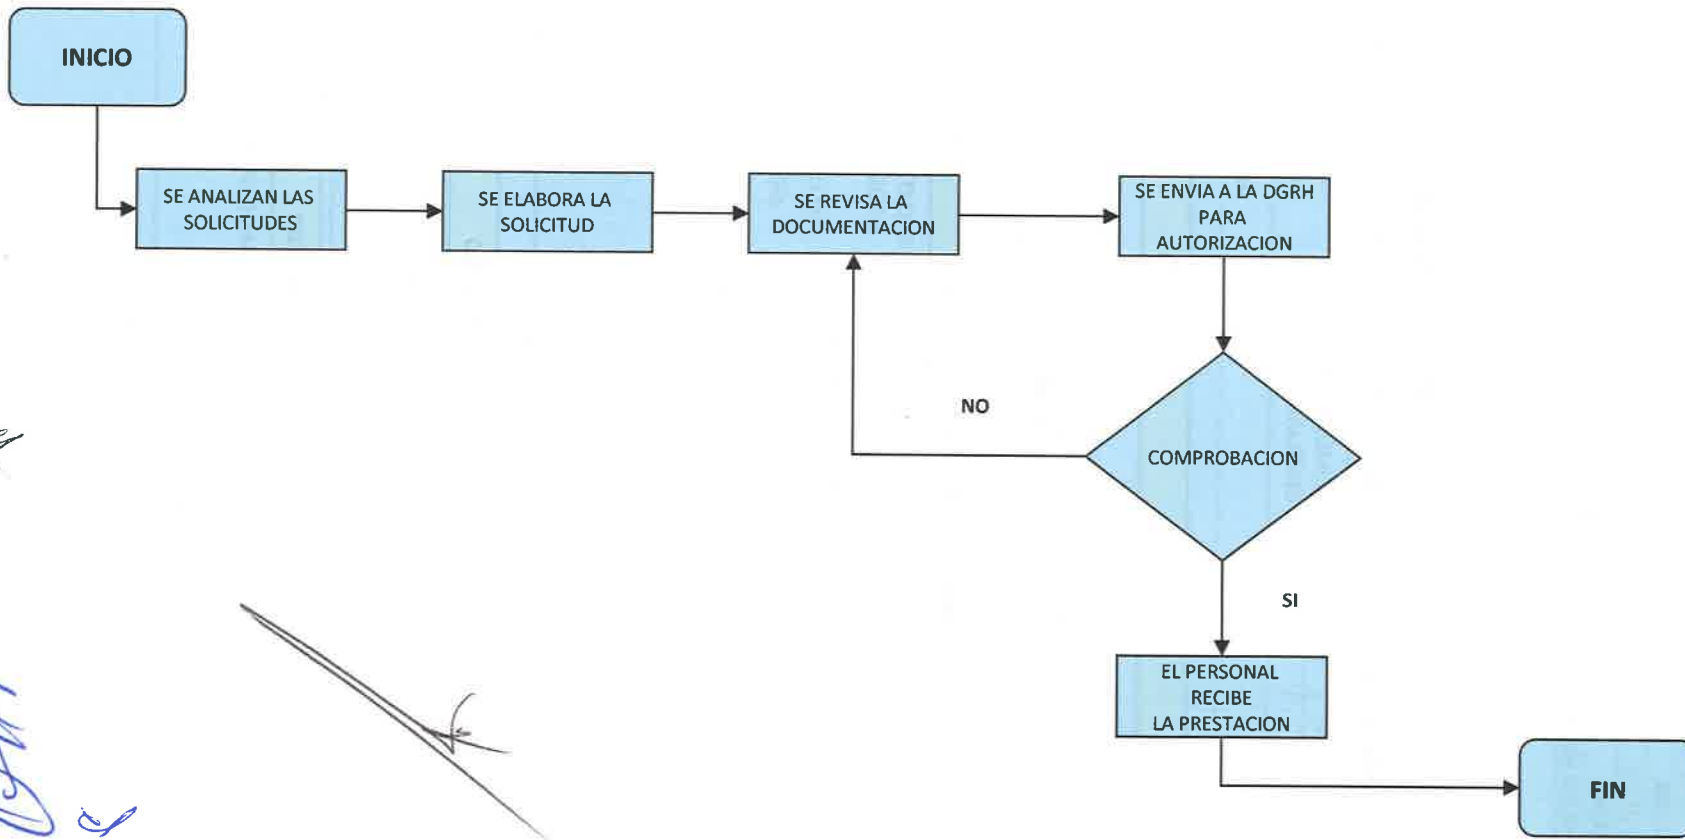 INICIO
SE ANALIZAN LAS
SOLICITUDES
SE ELABORA LA
SOLICITUD
SE REVISA LA
DOCUMENTACION
SE ENVIA A LA DGRH
PARA
AUTORIZACION
NO
COMPROBACION
SI
EL PERSONAL
RECIBE
LA PRESTACION
FIN